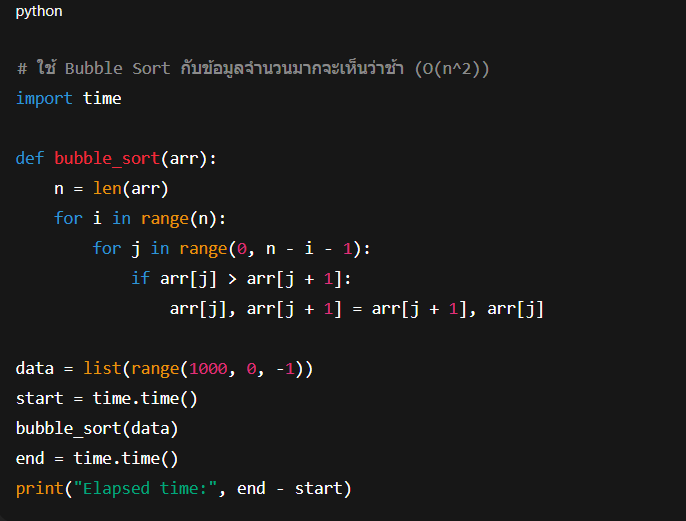 python
# ใช้ Bubble Sort กับข้อมูลจำนวนมากจะเห็นว่าช้า (O(n^2))
import time
def bubble_sort(arr):
    n = len(arr)
    for i in range(n):
        for j in range(0, n - i - 1):
            if arr[j] > arr[j + 1]:
                arr[j], arr[j + 1] = arr[j + 1], arr[j]
data = list(range(1000, 0, -1))
start = time.time()
bubble_sort(data)
end = time.time()
print("Elapsed time:", end - start)